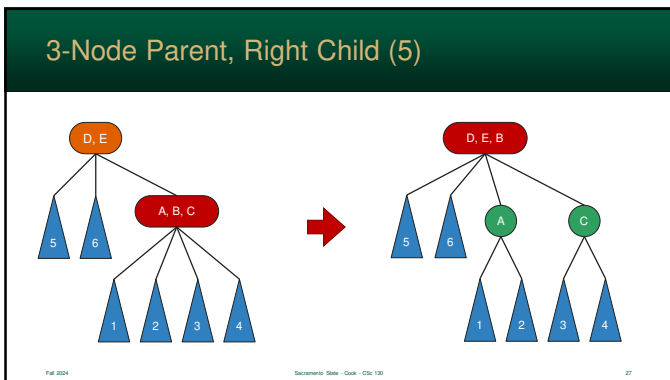 3-Node Parent, Right Child (5)
D, E
D, E, B
A, B, C
A
C
5
6
5
6
1
2
3
4
1
2
3
4
Fall 2024
Sacramento State - Cook - CSc 130
27